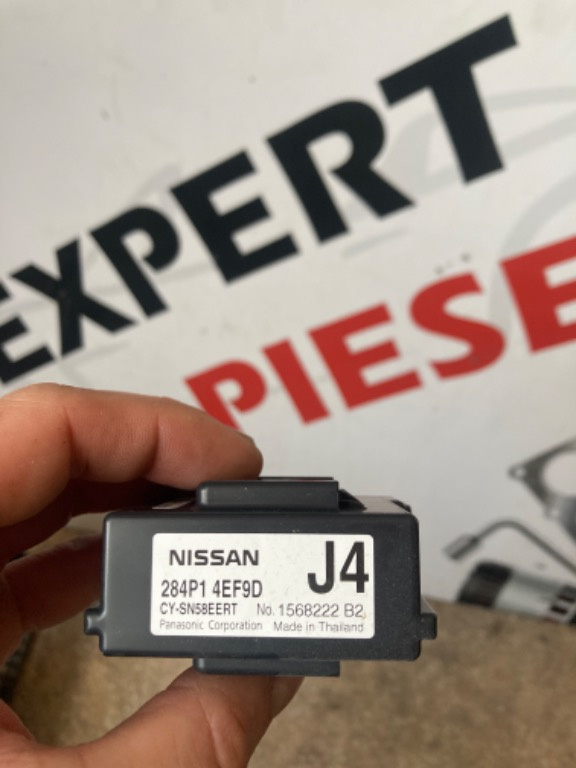 EXPERT
PIESE
NISSAN J4
284P1 4EF9D
CY-SN58EERT No. 1568222 B2
Panasonic Corporation Made in Thailand